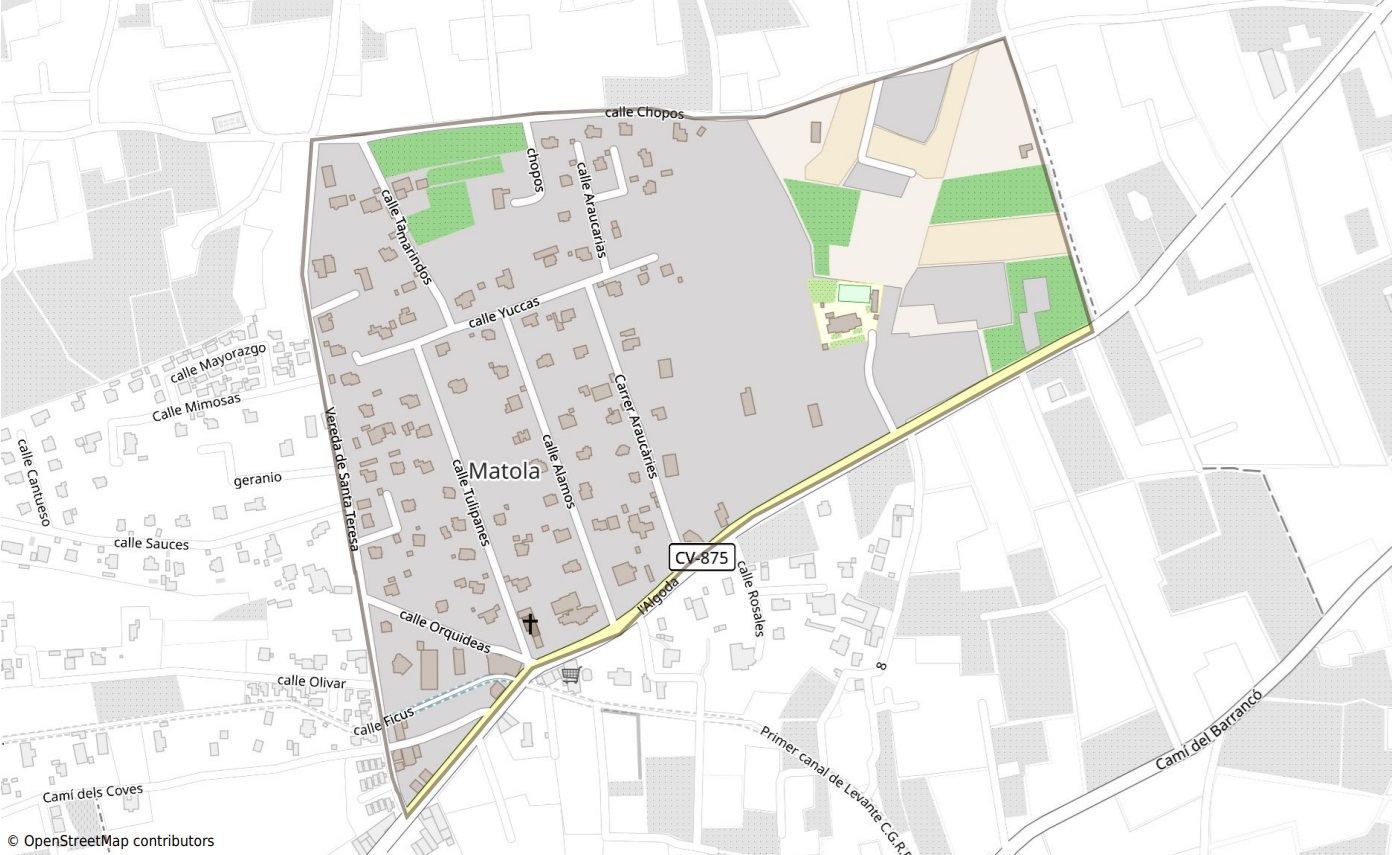 calle Chopos
chopos
calle Araucarias
calle Tamarindos
calle Yuccas
calle Mayorazgo
Calle Mimosas
Vereda de Santa Teresa
Carrer Araucàries
calle Alamos
calle Tulipanes
Matola
calle Cantueso
geranio
calle Sauces
CV-875
l'Algoda
calle Rosales
calle Orquideas
8
calle Olivar
calle Ficus
Primer canal de Levante C.G.R.
Camí del Barrancó
Camí dels Coves
© OpenStreetMap contributors